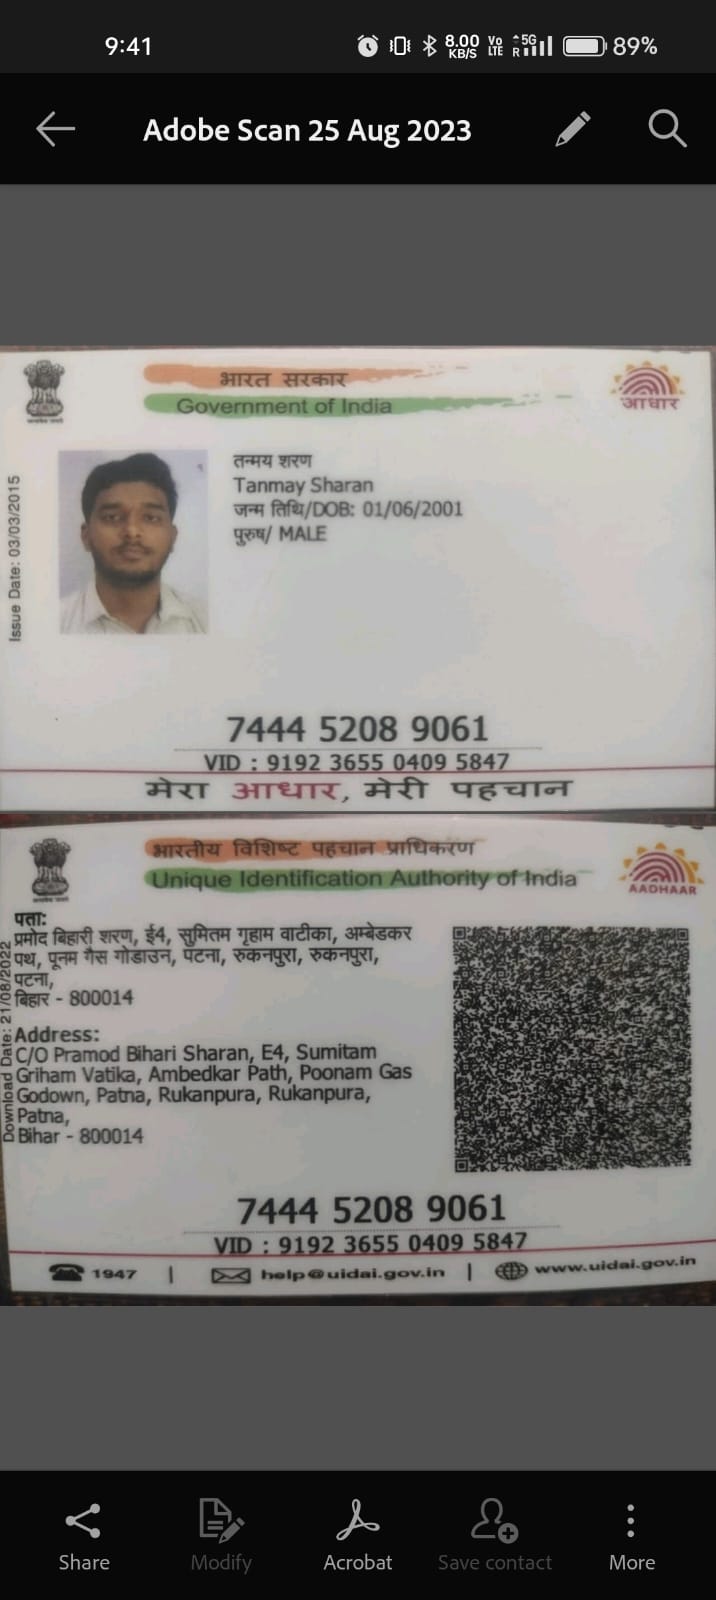 9:41
8.00 KB/S Vo LTE R 5G 89%
Adobe Scan 25 Aug 2023
भारत सरकार
Government of India
आधार
Issue Date: 03/03/2015
तन्मय शरण
Tanmay Sharan
जन्म तिथि/DOB: 01/06/2001
पुरुष/ MALE
7444 5208 9061
VID : 9192 3655 0409 5847
मेरा आधार, मेरी पहचान
भारतीय विशिष्ट पहचान प्राधिकरण
Unique Identification Authority of India
AADHAAR
Download Date: 21/08/2022
पता:
प्रमोद बिहारी शरण, ई4, सुमितम गृहाम वाटीका, अम्बेडकर
पथ, पूनम गैस गोडाउन, पटना, रुकनपुरा, रुकनपुरा,
पटना,
बिहार - 800014
Address:
C/O Pramod Bihari Sharan, E4, Sumitam
Griham Vatika, Ambedkar Path, Poonam Gas
Godown, Patna, Rukanpura, Rukanpura,
Patna,
Bihar - 800014
7444 5208 9061
VID : 9192 3655 0409 5847
1947 | help@uidai.gov.in | www.uidai.gov.in
Share Modify Acrobat Save contact More